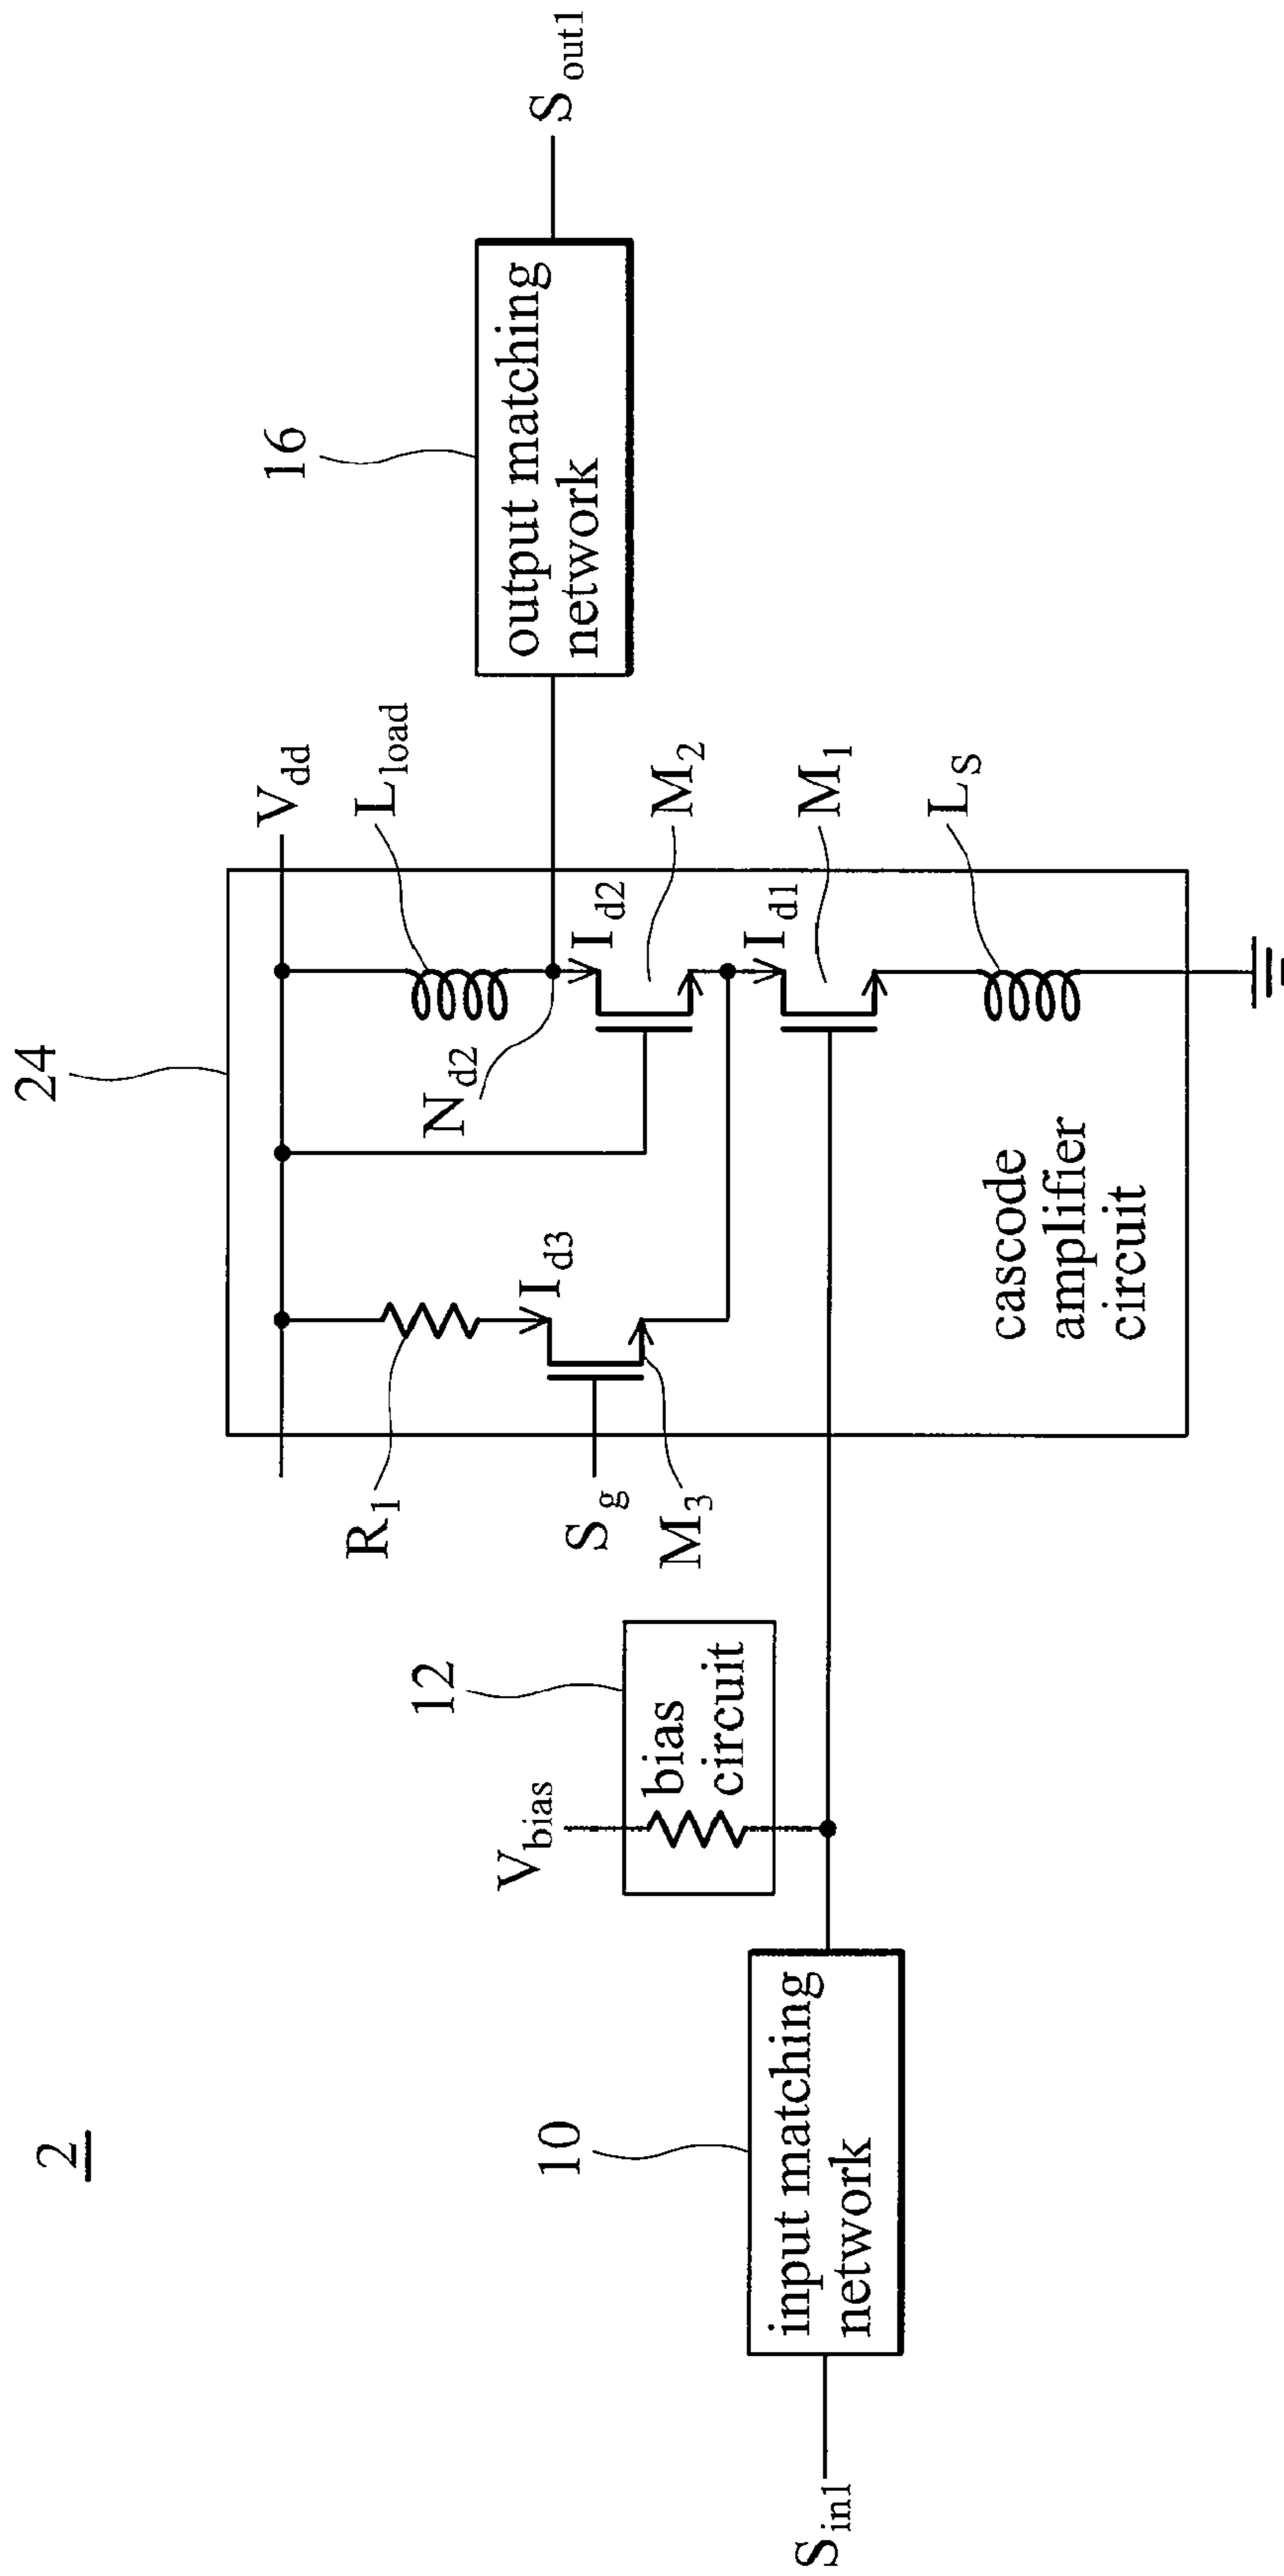 2
24
V_dd
R_1
L_load
N_d2
I_d3
I_d2
S_g
M_3
M_2
I_d1
M_1
L_S
cascode
amplifier
circuit
16
output matching
network
S_out1
12
V_bias
bias
circuit
10
input matching
network
S_in1